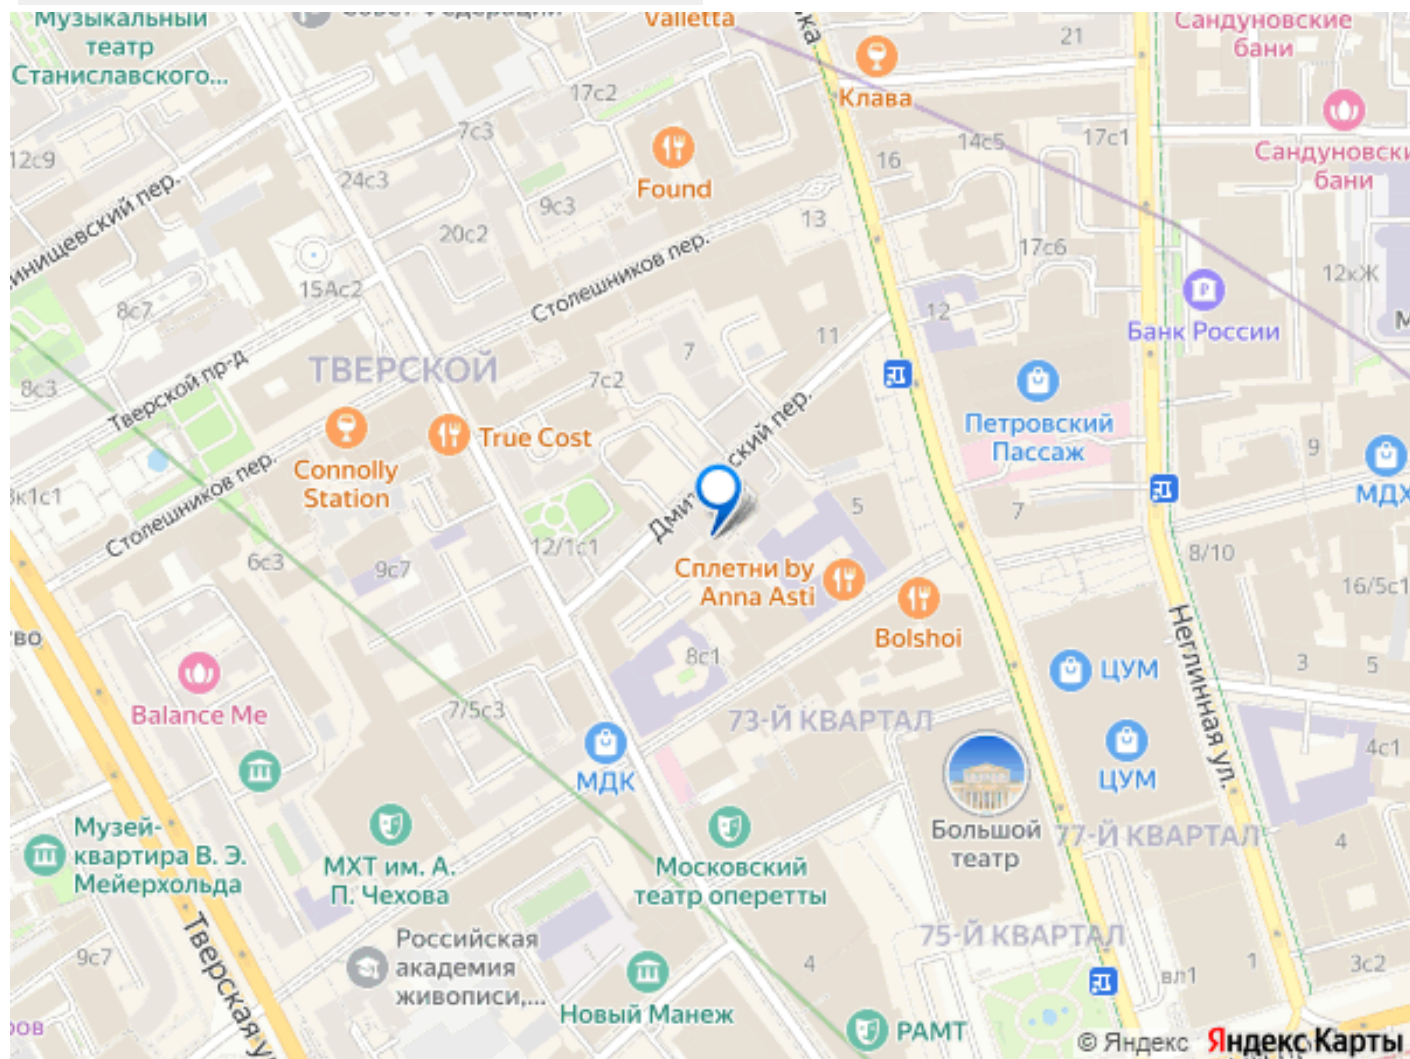 Музыкальный
театр
Станиславского...
Совет Федерации
Valletta
21
Сандуновские
бани
Клава
17с2
7с3
14с5
17с1
12с9
16
Сандуновски
бани
24с3
Found
9с3
20с2
13
17с6
инищевский пер.
Столешников пер.
15Ас2
12кЖ
8с7
12
11
Банк России
М
ТВЕРСКОЙ
7
7с2
8с3
Тверской пр-д
Петровский
Пассаж
True Cost
9
Connolly
Station
МДХ
3к1с1
Столешников пер.
5
7
12/1с1
6с3
9с7
8/10
Сплетни by
Anna Asti
16/5с1
Bolshoi
во
8с1
ЦУМ
3
5
Неглинная ул.
Balance Me
7/5с3
73-Й КВАРТАЛ
4с1
МДК
ЦУМ
Музей-
квартира В. Э.
Мейерхольда
МХТ им. А.
П. Чехова
Московский
театр оперетты
Большой
театр
77-Й КВАРТАЛ
4
Тверская у
Российская
академия
живописи,...
75-Й КВАРТАЛ
9с7
4
вл1
1
3с2
Новый Манеж
ров
РАМТ
© Яндекс Яндекс Карты